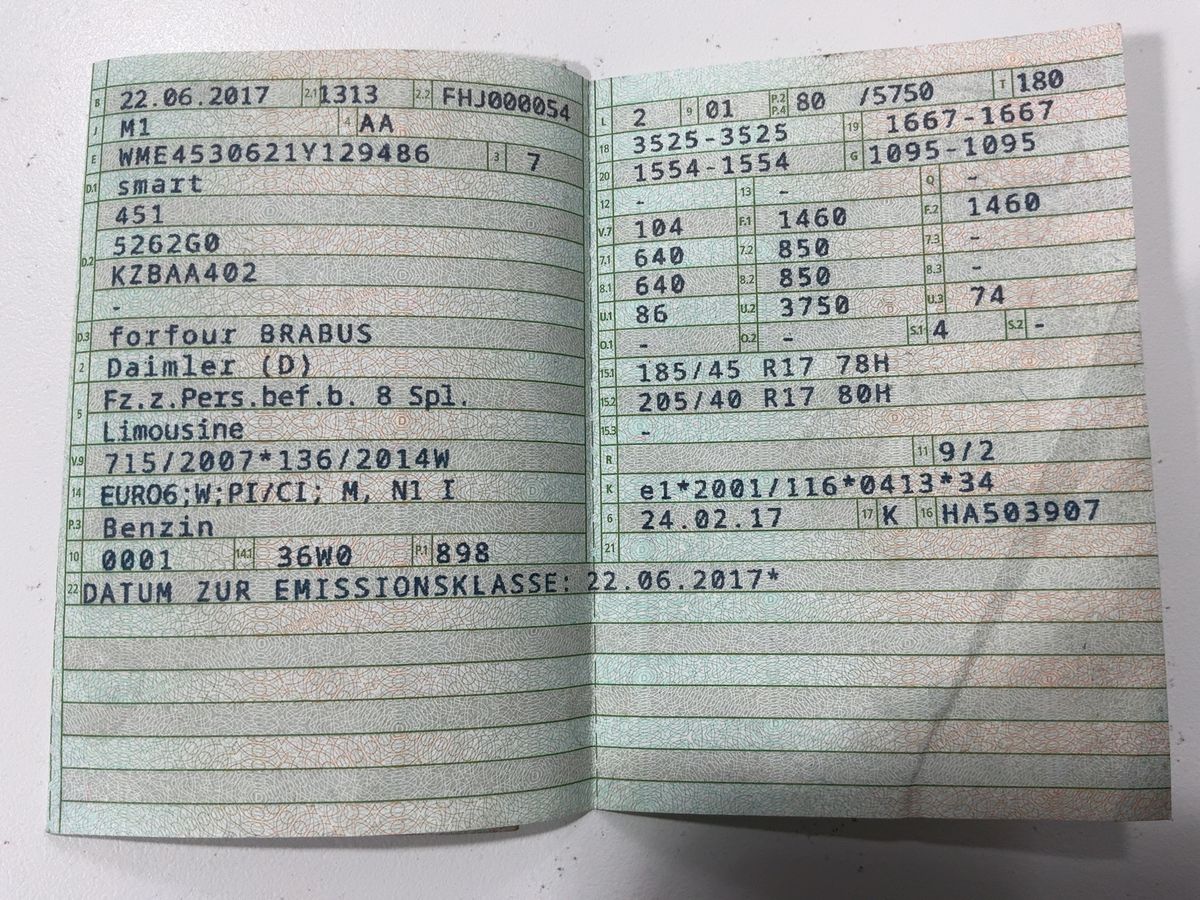 B 22.06.2017 2.1 1313 2.2 FHJ000054
J M1 4 AA
E WME4530621Y129486 3 7
D.1 smart
451
D.2 5262G0
KZBAA402
-
D.3 forfour BRABUS
2 Daimler (D)
5 Fz.z.Pers.bef.b. 8 Spl.
Limousine
V.9 715/2007*136/2014W
14 EURO6;W;PI/CI; M, N1 I
P.3 Benzin
10 0001 14.1 36W0 P.1 898
22 DATUM ZUR EMISSIONSKLASSE: 22.06.2017*
L 2 9 01 P.2 P.4 80 /5750 T 180
18 3525-3525 19 1667-1667
20 1554-1554 G 1095-1095
12 - 13 - Q -
V.7 104 F.1 1460 F.2 1460
7.1 640 7.2 850 7.3 -
8.1 640 8.2 850 8.3 -
U.1 86 U.2 3750 U.3 74
O.1 - O.2 - S.1 4 S.2 -
15.1 185/45 R17 78H
15.2 205/40 R17 80H
15.3 -
R 11 9/2
K e1*2001/116*0413*34
6 24.02.17 17 K 16 HA503907
21